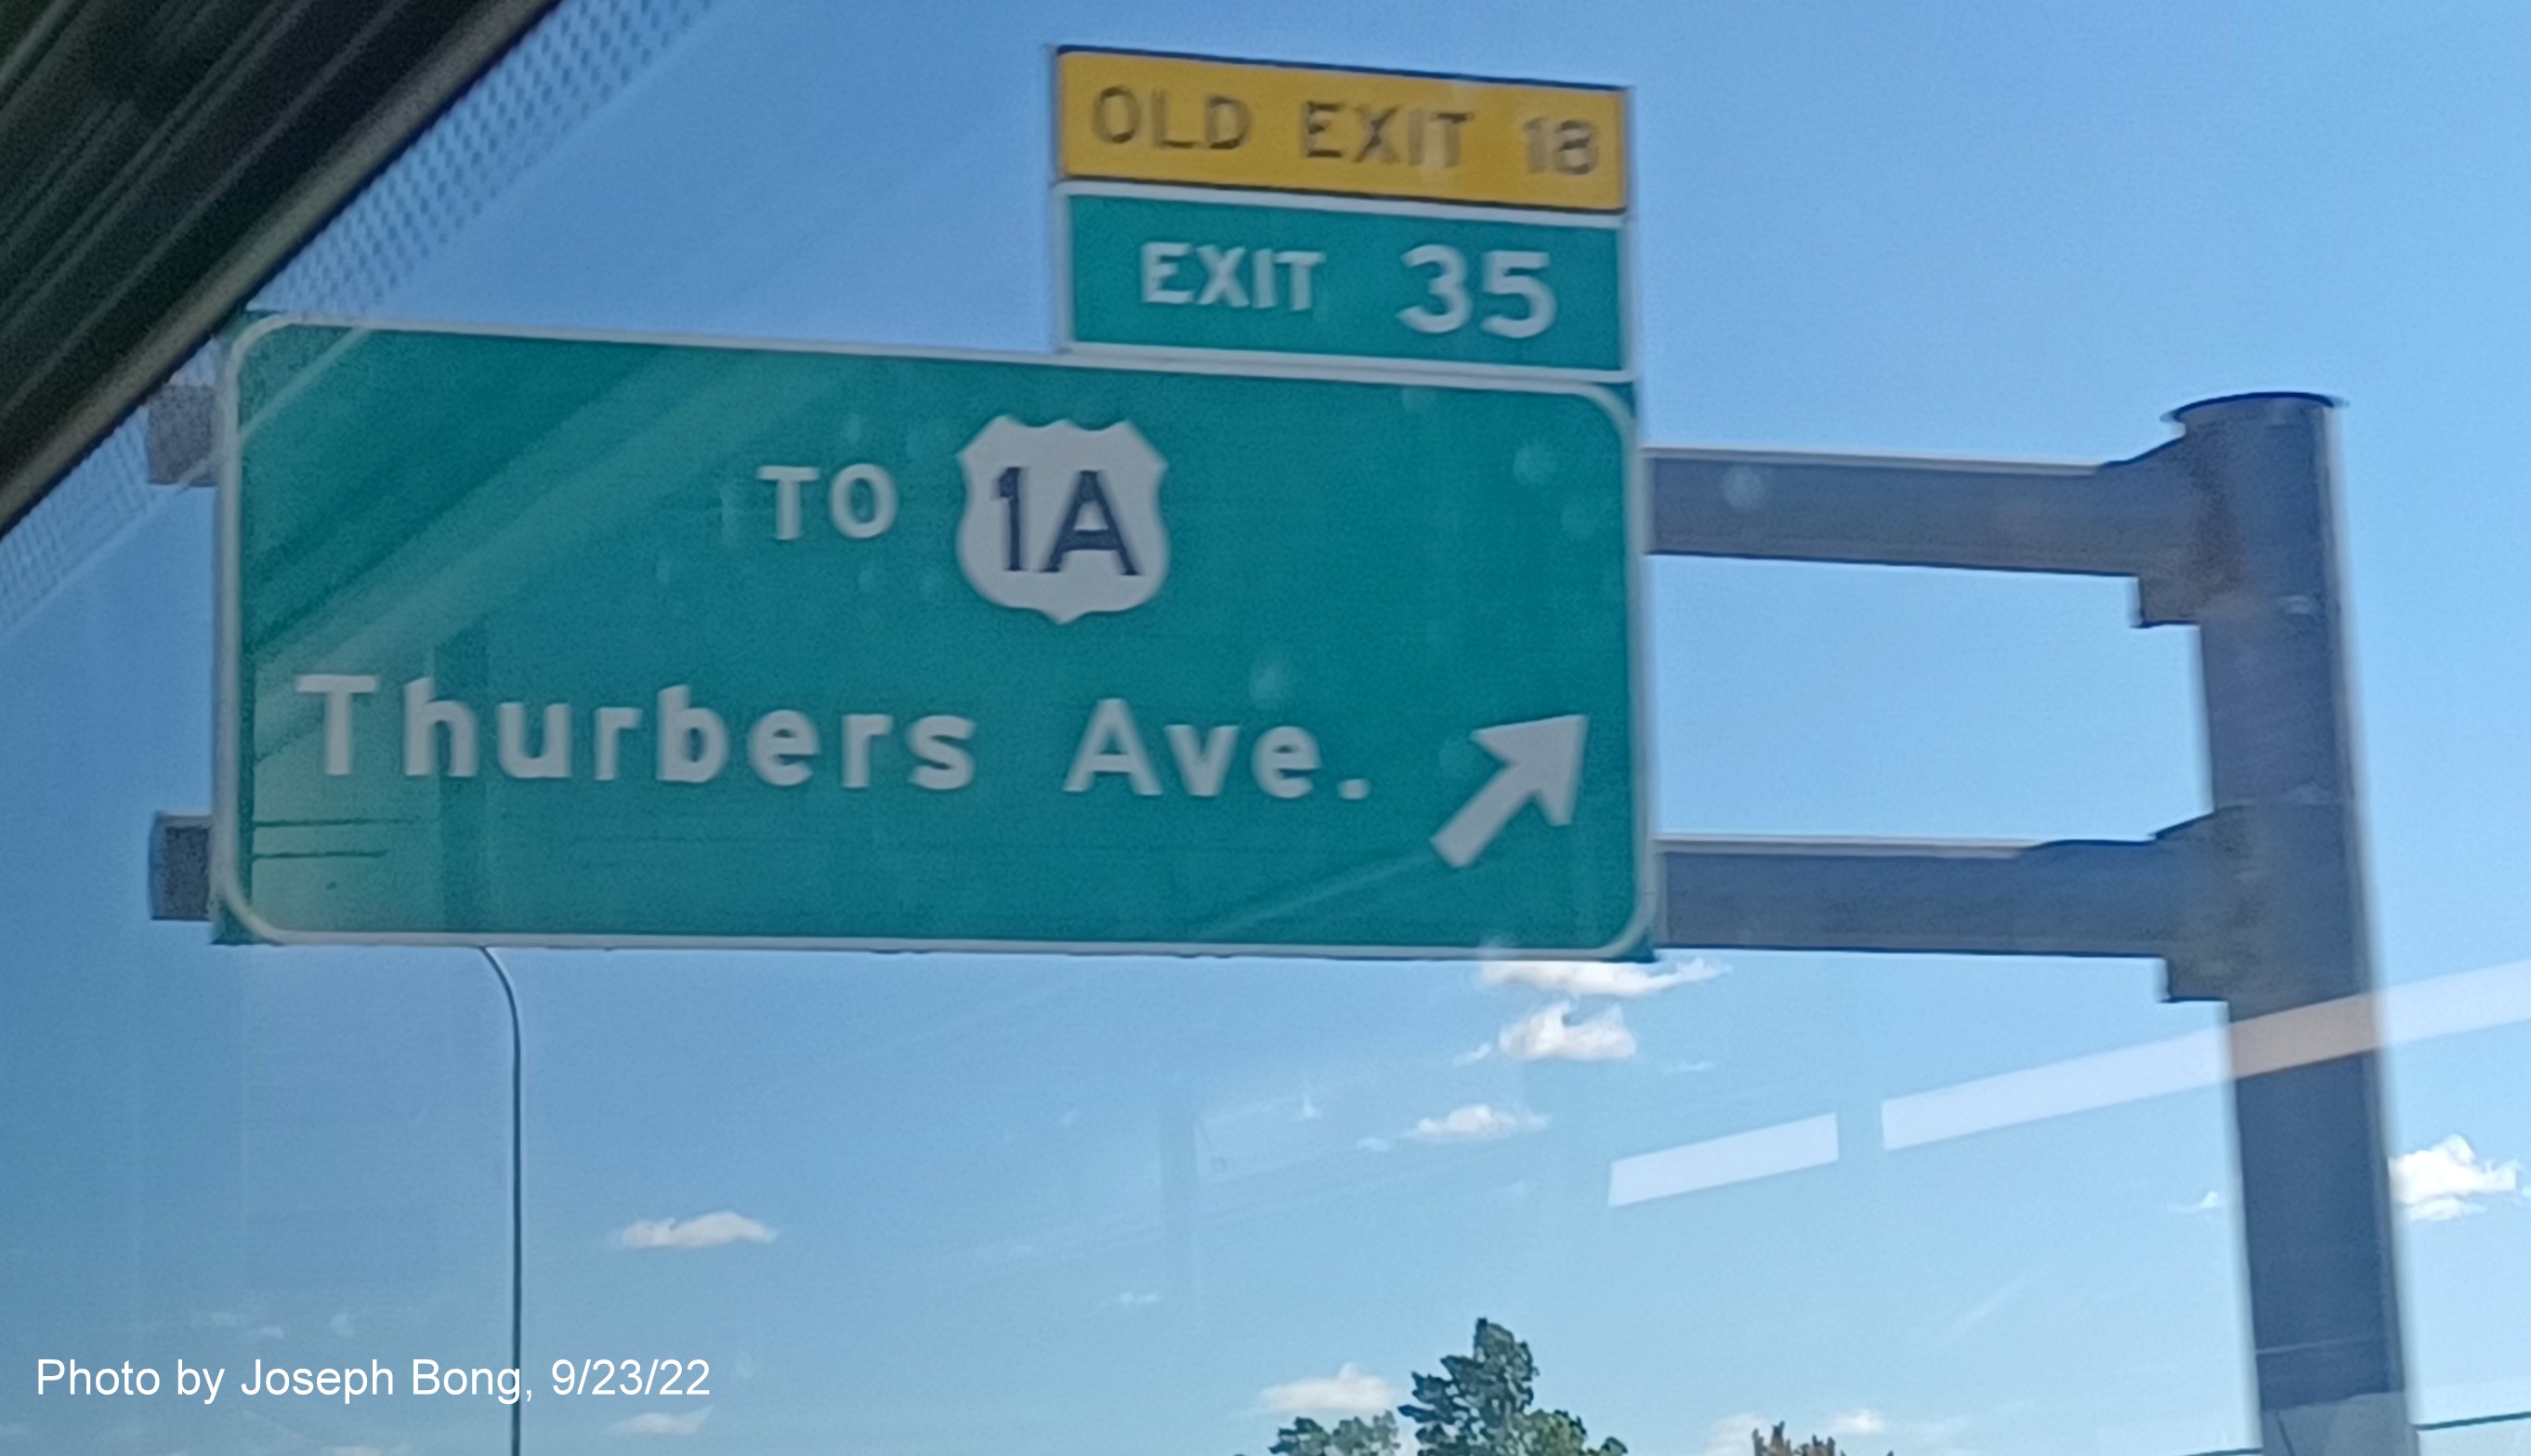 OLD EXIT 18
EXIT 35
TO 1A
Thurbers Ave.
Photo by Joseph Bong, 9/23/22